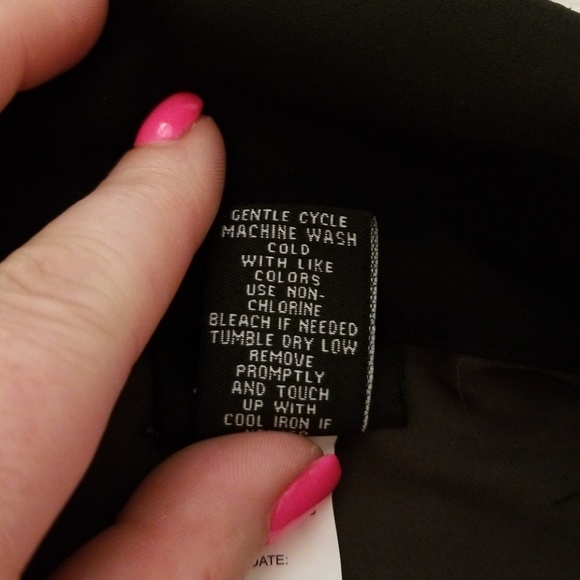 GENTLE CYCLE
MACHINE WASH
COLD
WITH LIKE
COLORS
USE NON-
CHLORINE
BLEACH IF NEEDED
TUMBLE DRY LOW
REMOVE
PROMPTLY
AND TOUCH
UP WITH
COOL IRON IF